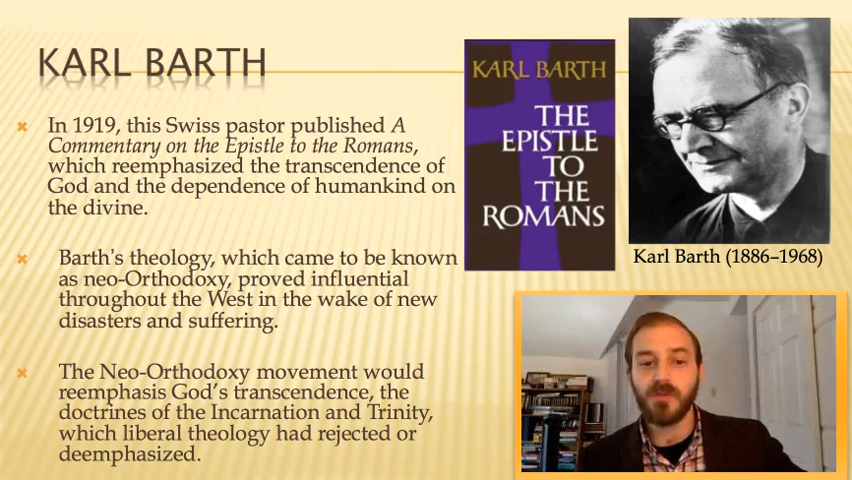 KARL BARTH
In 1919, this Swiss pastor published A
Commentary on the Epistle to the Romans,
which reemphasized the transcendence of
God and the dependence of humankind on
the divine.
Barth's theology, which came to be known
as neo-Orthodoxy, proved influential
throughout the West in the wake of new
disasters and suffering.
The Neo-Orthodoxy movement would
reemphasis God's transcendence, the
doctrines of the Incarnation and Trinity,
which liberal theology had rejected or
deemphasized.
KARL BARTH
THE
EPISTLE
TO
THE
ROMANS
Karl Barth (1886–1968)